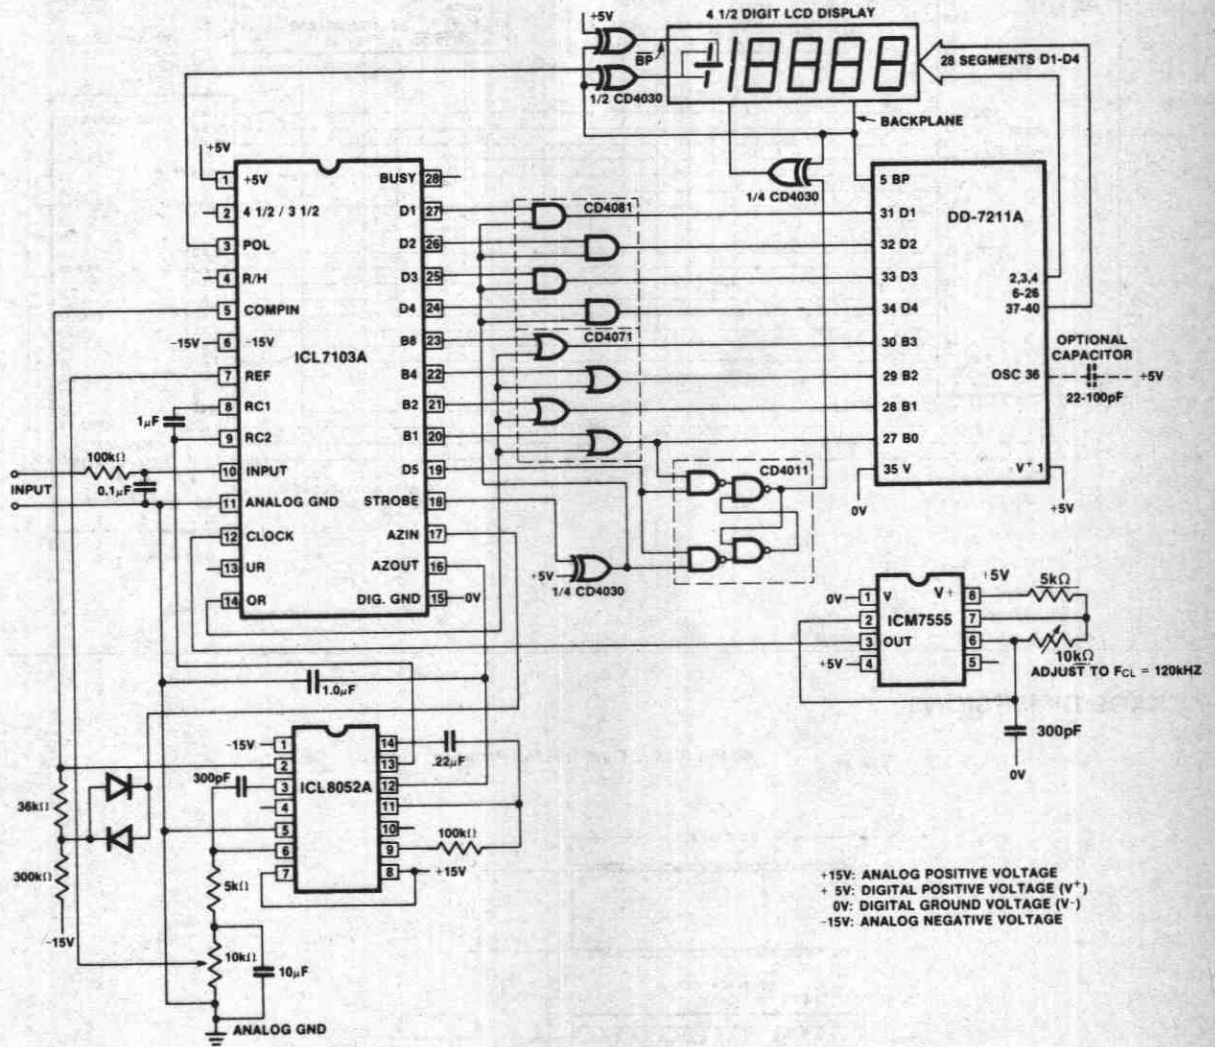 +5V
4 1/2 DIGIT LCD DISPLAY
BP
28 SEGMENTS D1-D4
1/2 CD4030
BACKPLANE
1/4 CD4030
+5V
1 +5V
2 4 1/2 / 3 1/2
3 POL
4 R/H
5 COMPIN
-15V 6 -15V
7 REF
8 RC1
9 RC2
10 INPUT
11 ANALOG GND
12 CLOCK
13 UR
14 OR
ICL7103A
BUSY 28
D1 27
D2 26
D3 25
D4 24
B8 23
B4 22
B2 21
B1 20
D5 19
STROBE 18
AZIN 17
AZOUT 16
DIG. GND 15 0V
1µF
100kΩ
INPUT
0.1µF
CD4081
CD4071
CD4011
+5V
1/4 CD4030
5 BP
DD-7211A
31 D1
32 D2
33 D3
34 D4
30 B3
29 B2
28 B1
27 B0
35 V
2,3,4
6-26
37-40
OSC 36
-V+ 1
0V
+5V
OPTIONAL
CAPACITOR
+5V
22-100pF
0V 1 V
2
3 OUT
+5V 4
ICM7555
V+ 8 +5V
7
6
5
5kΩ
10kΩ
ADJUST TO FCL = 120kHZ
300pF
0V
1.0µF
-15V 1
2
300pF 3
4
5
6
7
ICL8052A
14
13
12
11
10
9
8 +15V
.22µF
100kΩ
36kΩ
300kΩ
-15V
5kΩ
10kΩ
10µF
ANALOG GND
+15V: ANALOG POSITIVE VOLTAGE
+ 5V: DIGITAL POSITIVE VOLTAGE (V+)
0V: DIGITAL GROUND VOLTAGE (V-)
-15V: ANALOG NEGATIVE VOLTAGE